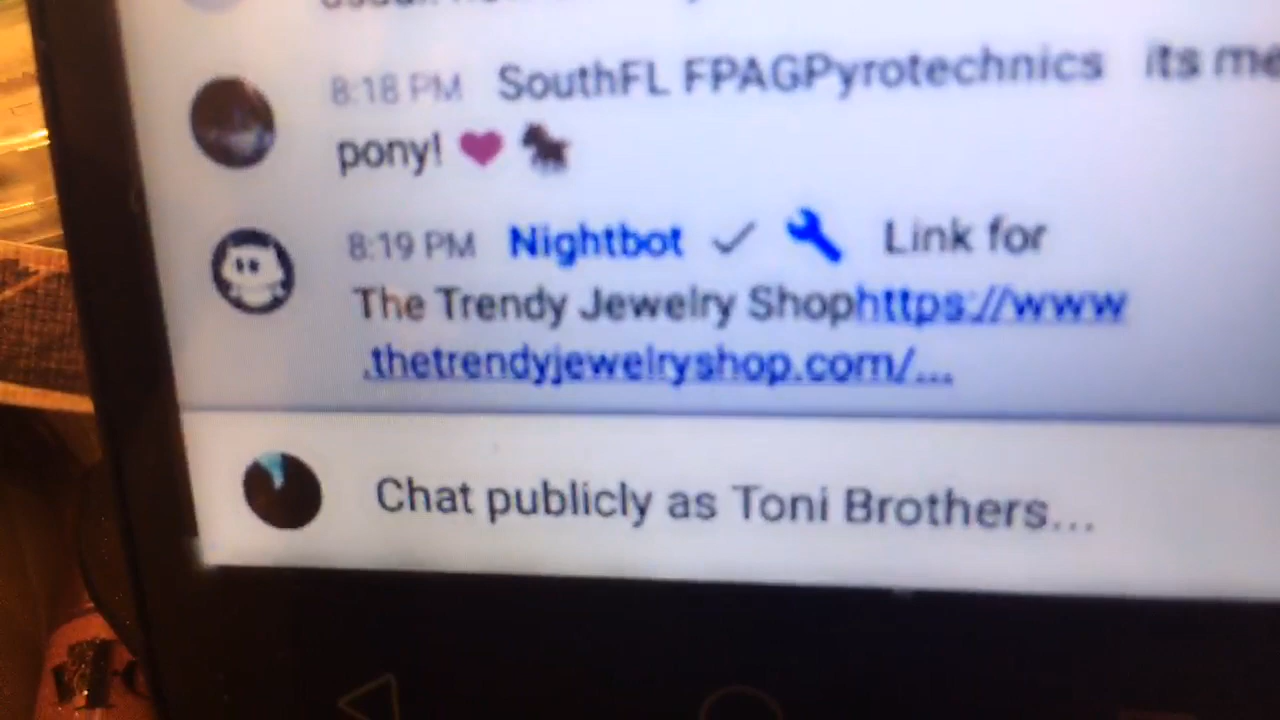 8:18 PM SouthFL FPAGPyrotechnics its me
pony! ❤️ 🐎
8:19 PM Nightbot ✓ 🔧 Link for
The Trendy Jewelry Shophttps://www
.thetrendyjewelryshop.com/...
Chat publicly as Toni Brothers...